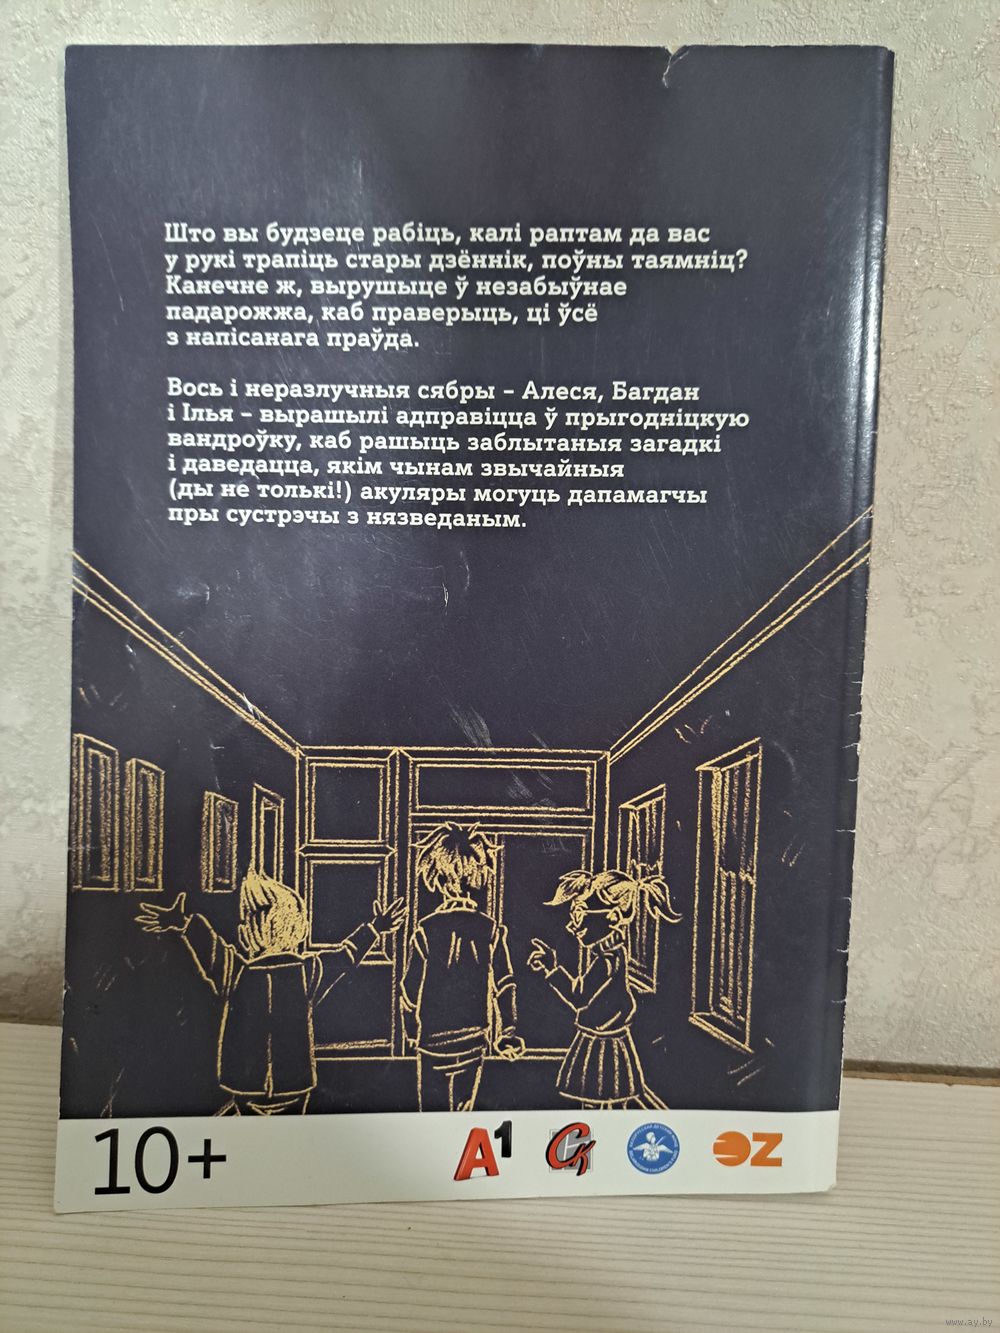 Што вы будзеце рабіць, калі раптам да вас
у рукі трапіць стары дзённік, поўны таямніц?
Канечне ж, вырушыце ў незабыўнае
падарожжа, каб праверыць, ці ўсё
з напісанага праўда.
Вось і неразлучныя сябры – Алеся, Багдан
і Ілья – вырашылі адправіцца ў прыгодніцкую
вандроўку, каб рашыць заблытаныя загадкі
і даведацца, якім чынам звычайныя
(ды не толькі!) акуляры могуць дапамагчы
пры сустрэчы з нязведаным.
10+
A1
СК
OZ
www.ay.by